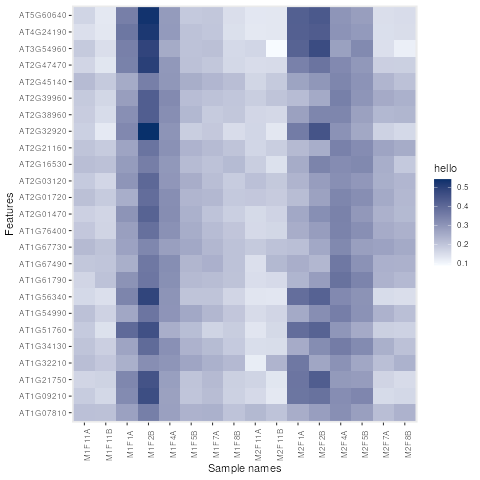 AT5G60640
AT4G24190
AT3G54960
AT2G47470
AT2G45140
AT2G39960
AT2G38960
AT2G32920
AT2G21160
AT2G16530
AT2G03120
AT2G01720
AT2G01470
AT1G76400
AT1G67730
AT1G67490
AT1G61790
AT1G56340
AT1G54990
AT1G51760
AT1G34130
AT1G32210
AT1G21750
AT1G09210
AT1G07810
Features
M1F11A
M1F11B
M1F1A
M1F2B
M1F4A
M1F5B
M1F7A
M1F8B
M2F11A
M2F11B
M2F1A
M2F2B
M2F4A
M2F5B
M2F7B
M2F8B
Sample names
hello
0.5
0.4
0.3
0.2
0.1